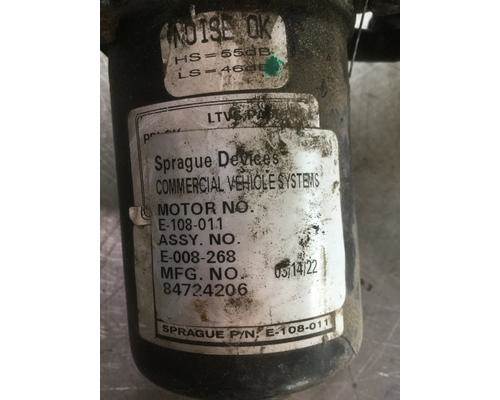 NOISE OK
HS=55dB
LS=46dB
LTVS
Sprague Devices
COMMERCIAL VEHICLE SYSTEMS
MOTOR NO.
E-108-011
ASSY. NO.
E-008-268
MFG. NO. 03/14/22
84724206
SPRAGUE P/N: E-108-011